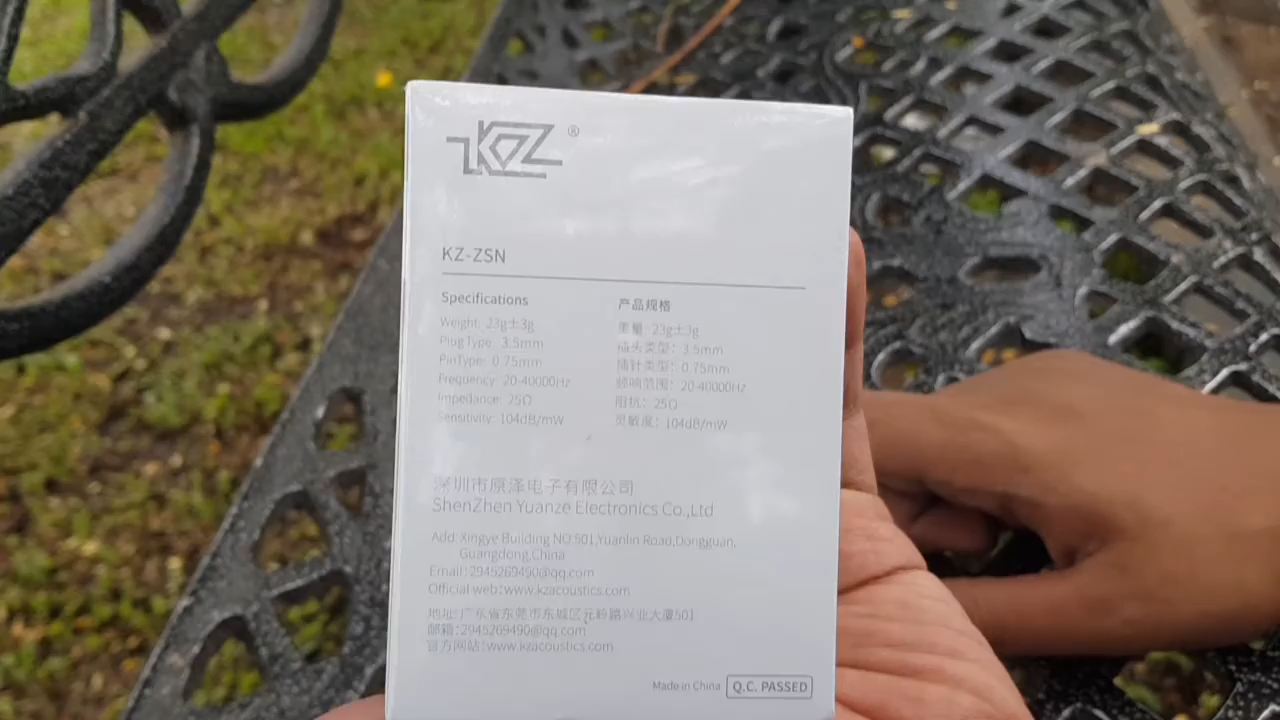 KZ®
KZ-ZSN
Specifications
Weight: 23g±3g
PlugType: 3.5mm
PinType: 0.75mm
Frequency: 20-40000Hz
Impedance: 25Ω
Sensitivity: 104dB/mW
产品规格
重量: 23g±3g
插头类型: 3.5mm
插针类型: 0.75mm
频响范围: 20-40000Hz
阻抗: 25Ω
灵敏度: 104dB/mW
深圳市原泽电子有限公司
ShenZhen Yuanze Electronics Co.,Ltd
Add: Xingye Building NO.501,Yuanlin Road,Dongguan,
Guangdong,China
Email:2945269490@qq.com
Official web:www.kzacoustics.com
地址:广东省东莞市东城区元岭路兴业大厦501
邮箱:2945269490@qq.com
官方网站:www.kzacoustics.com
Made in China
Q.C. PASSED